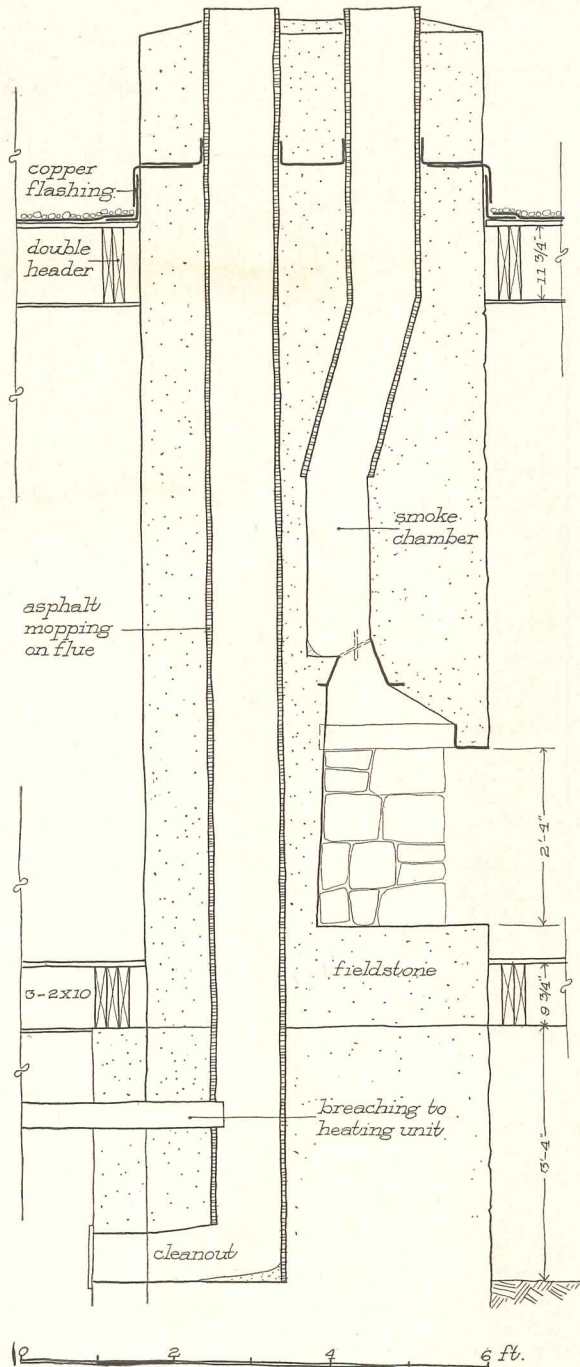 copper
flashing
double
header
11 3/4"
smoke
chamber
asphalt
mopping
on flue
2'-4"
fieldstone
3-2X10
9 3/4"
breaching to
heating unit
3'-4"
cleanout
0 2 4 6 ft.